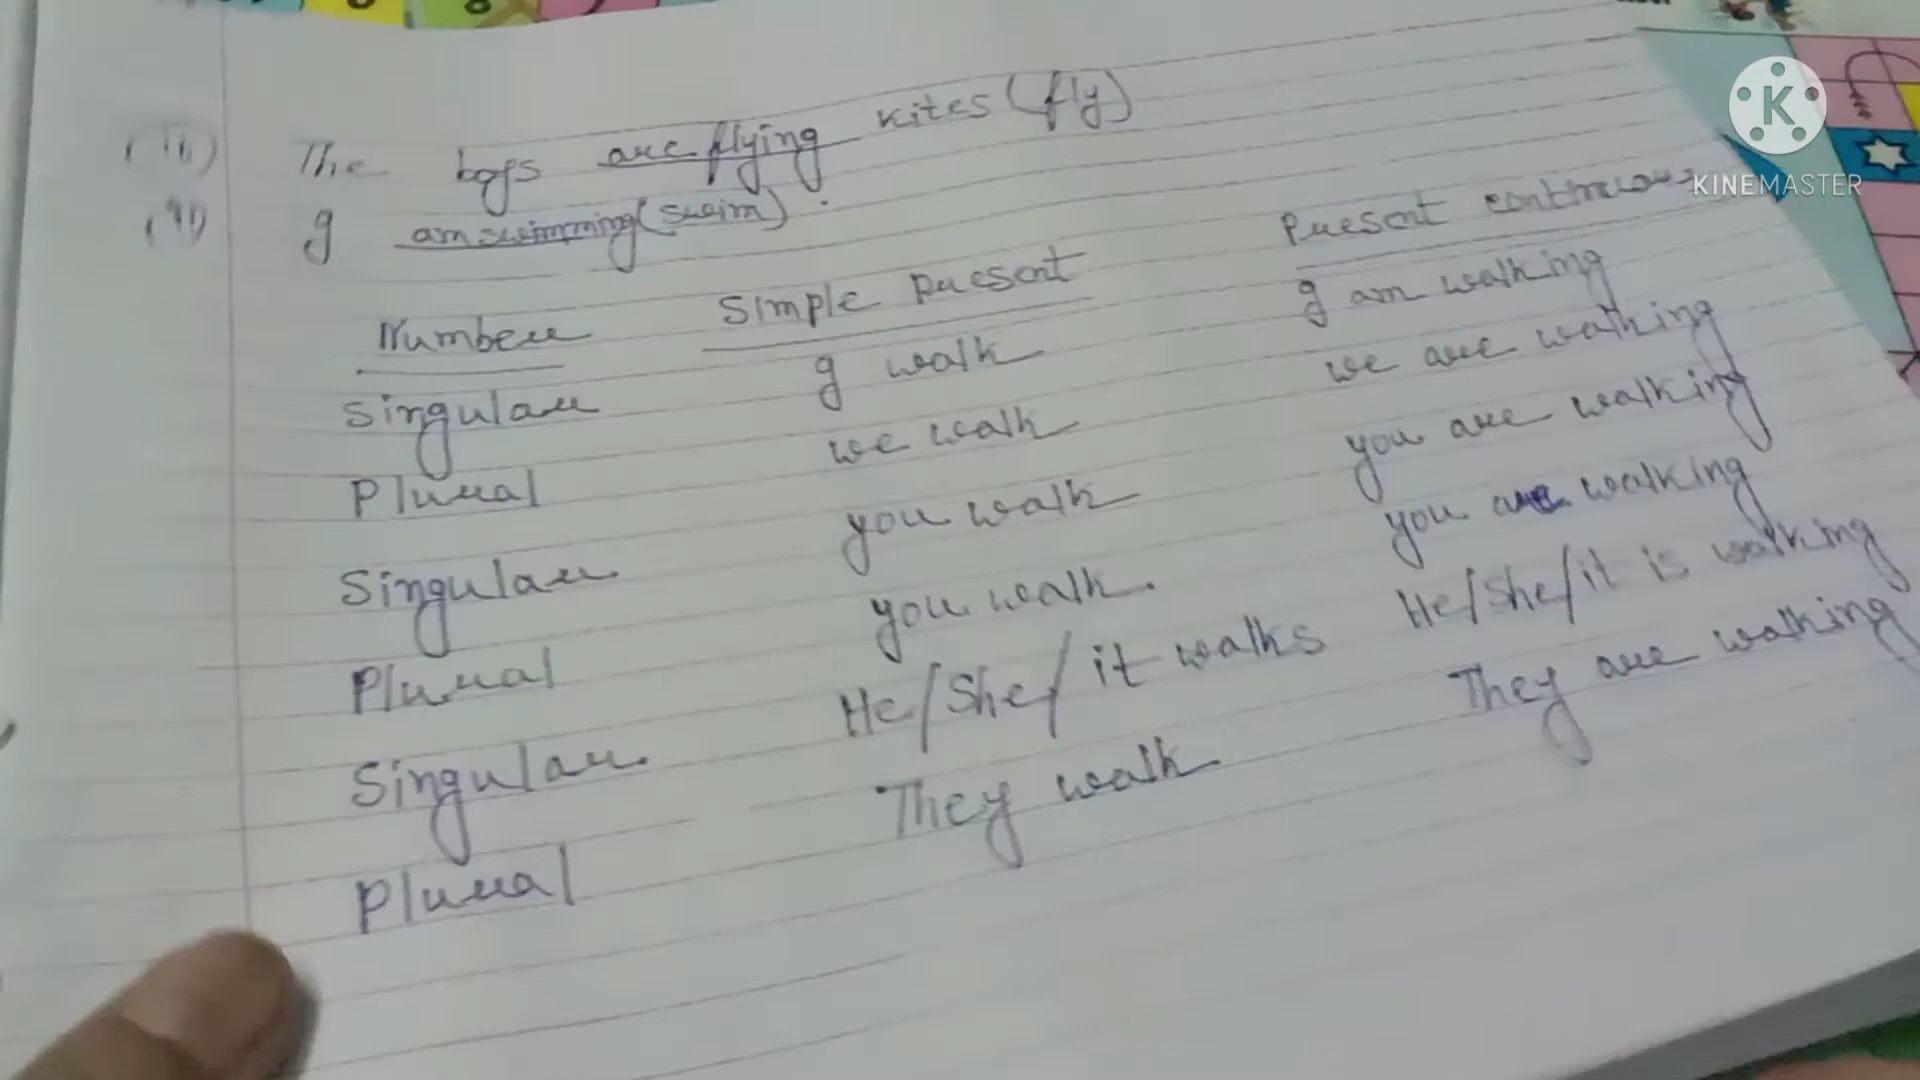 The boys are flying kites (fly)
I am swimming (swim).
Number Simple Present Present continuous
Singular I walk I am walking
Plural we walk we are walking
Singular you walk you are walking
Plural you walk. you are walking
Singular He/She/it walks He/She/it is walking
Plural They walk They are walking
K
KINEMASTER